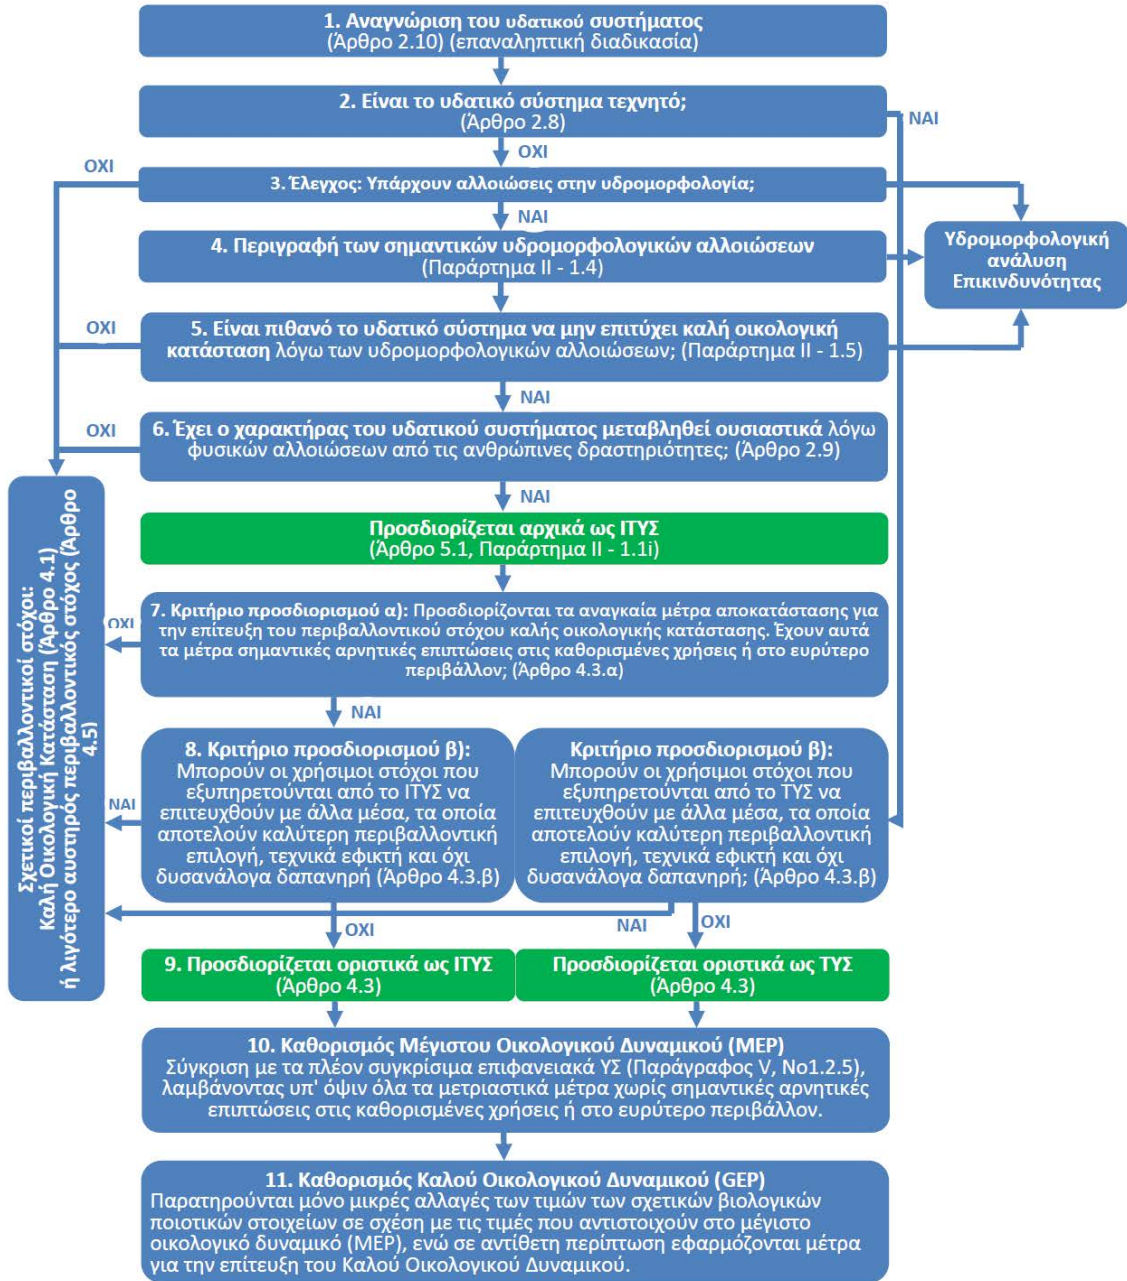 1. Αναγνώριση του υδατικού συστήματος
(Άρθρο 2.10) (επαναληπτική διαδικασία)
2. Είναι το υδατικό σύστημα τεχνητό;
(Άρθρο 2.8)
ΝΑΙ
ΟΧΙ
ΟΧΙ
3. Έλεγχος: Υπάρχουν αλλοιώσεις στην υδρομορφολογία;
ΝΑΙ
4. Περιγραφή των σημαντικών υδρομορφολογικών αλλοιώσεων
(Παράρτημα ΙΙ - 1.4)
Υδρομορφολογική
ανάλυση
Επικινδυνότητας
ΟΧΙ
5. Είναι πιθανό το υδατικό σύστημα να μην επιτύχει καλή οικολογική
κατάσταση λόγω των υδρομορφολογικών αλλοιώσεων; (Παράρτημα ΙΙ - 1.5)
ΝΑΙ
ΟΧΙ
6. Έχει ο χαρακτήρας του υδατικού συστήματος μεταβληθεί ουσιαστικά λόγω
φυσικών αλλοιώσεων από τις ανθρώπινες δραστηριότητες; (Άρθρο 2.9)
ΝΑΙ
Προσδιορίζεται αρχικά ως ΙΤΥΣ
(Άρθρο 5.1, Παράρτημα ΙΙ - 1.1i)
Σχετικοί περιβαλλοντικοί στόχοι:
Καλή Οικολογική Κατάσταση (Άρθρο 4.1)
ή λιγότερο αυστηρός περιβαλλοντικός στόχος (Άρθρο
4.5)
ΟΧΙ
7. Κριτήριο προσδιορισμού α): Προσδιορίζονται τα αναγκαία μέτρα αποκατάστασης για
την επίτευξη του περιβαλλοντικού στόχου καλής οικολογικής κατάστασης. Έχουν αυτά
τα μέτρα σημαντικές αρνητικές επιπτώσεις στις καθορισμένες χρήσεις ή στο ευρύτερο
περιβάλλον; (Άρθρο 4.3.α)
ΝΑΙ
ΝΑΙ
8. Κριτήριο προσδιορισμού β):
Μπορούν οι χρήσιμοι στόχοι που
εξυπηρετούνται από το ΙΤΥΣ να
επιτευχθούν με άλλα μέσα, τα οποία
αποτελούν καλύτερη περιβαλλοντική
επιλογή, τεχνικά εφικτή και όχι
δυσανάλογα δαπανηρή (Άρθρο 4.3.β)
Κριτήριο προσδιορισμού β):
Μπορούν οι χρήσιμοι στόχοι που
εξυπηρετούνται από το ΤΥΣ να
επιτευχθούν με άλλα μέσα, τα οποία
αποτελούν καλύτερη περιβαλλοντική
επιλογή, τεχνικά εφικτή και όχι
δυσανάλογα δαπανηρή; (Άρθρο 4.3.β)
ΟΧΙ
ΝΑΙ
ΟΧΙ
9. Προσδιορίζεται οριστικά ως ΙΤΥΣ
(Άρθρο 4.3)
Προσδιορίζεται οριστικά ως ΤΥΣ
(Άρθρο 4.3)
10. Καθορισμός Μέγιστου Οικολογικού Δυναμικού (MEP)
Σύγκριση με τα πλέον συγκρίσιμα επιφανειακά ΥΣ (Παράγραφος V, No1.2.5),
λαμβάνοντας υπ' όψιν όλα τα μετριαστικά μέτρα χωρίς σημαντικές αρνητικές
επιπτώσεις στις καθορισμένες χρήσεις ή στο ευρύτερο περιβάλλον.
11. Καθορισμός Καλού Οικολογικού Δυναμικού (GEP)
Παρατηρούνται μόνο μικρές αλλαγές των τιμών των σχετικών βιολογικών
ποιοτικών στοιχείων σε σχέση με τις τιμές που αντιστοιχούν στο μέγιστο
οικολογικό δυναμικό (MEP), ενώ σε αντίθετη περίπτωση εφαρμόζονται μέτρα
για την επίτευξη του Καλού Οικολογικού Δυναμικού.